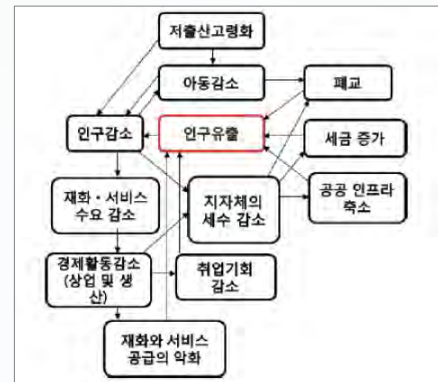 저출산고령화
아동감소
폐교
인구감소
인구유출
세금 증가
재화・서비스
수요 감소
지자체의
세수 감소
공공 인프라
축소
경제활동감소
(상업 및 생
산)
취업기회
감소
재화와 서비스
공급의 악화